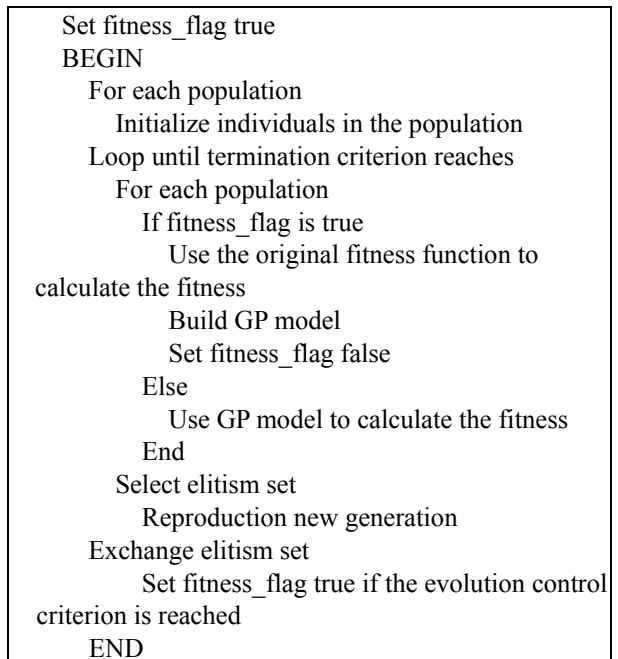 Set fitness_flag true
BEGIN
For each population
Initialize individuals in the population
Loop until termination criterion reaches
For each population
If fitness_flag is true
Use the original fitness function to
calculate the fitness
Build GP model
Set fitness_flag false
Else
Use GP model to calculate the fitness
End
Select elitism set
Reproduction new generation
Exchange elitism set
Set fitness_flag true if the evolution control
criterion is reached
END